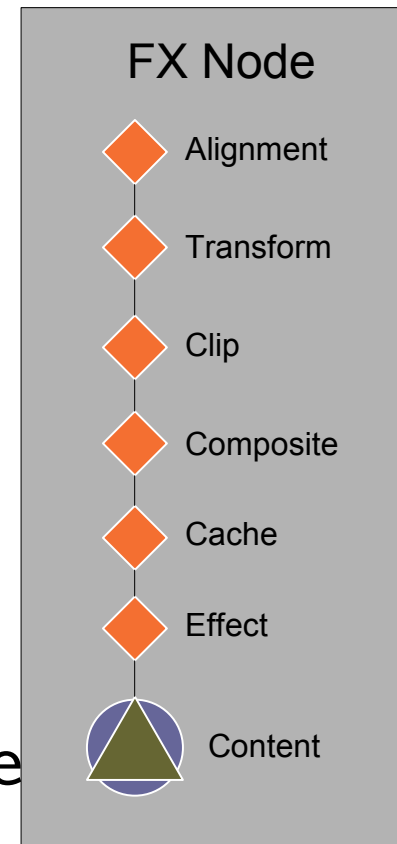 FX Node
Alignment
Transform
Clip
Composite
Cache
Effect
Content
e